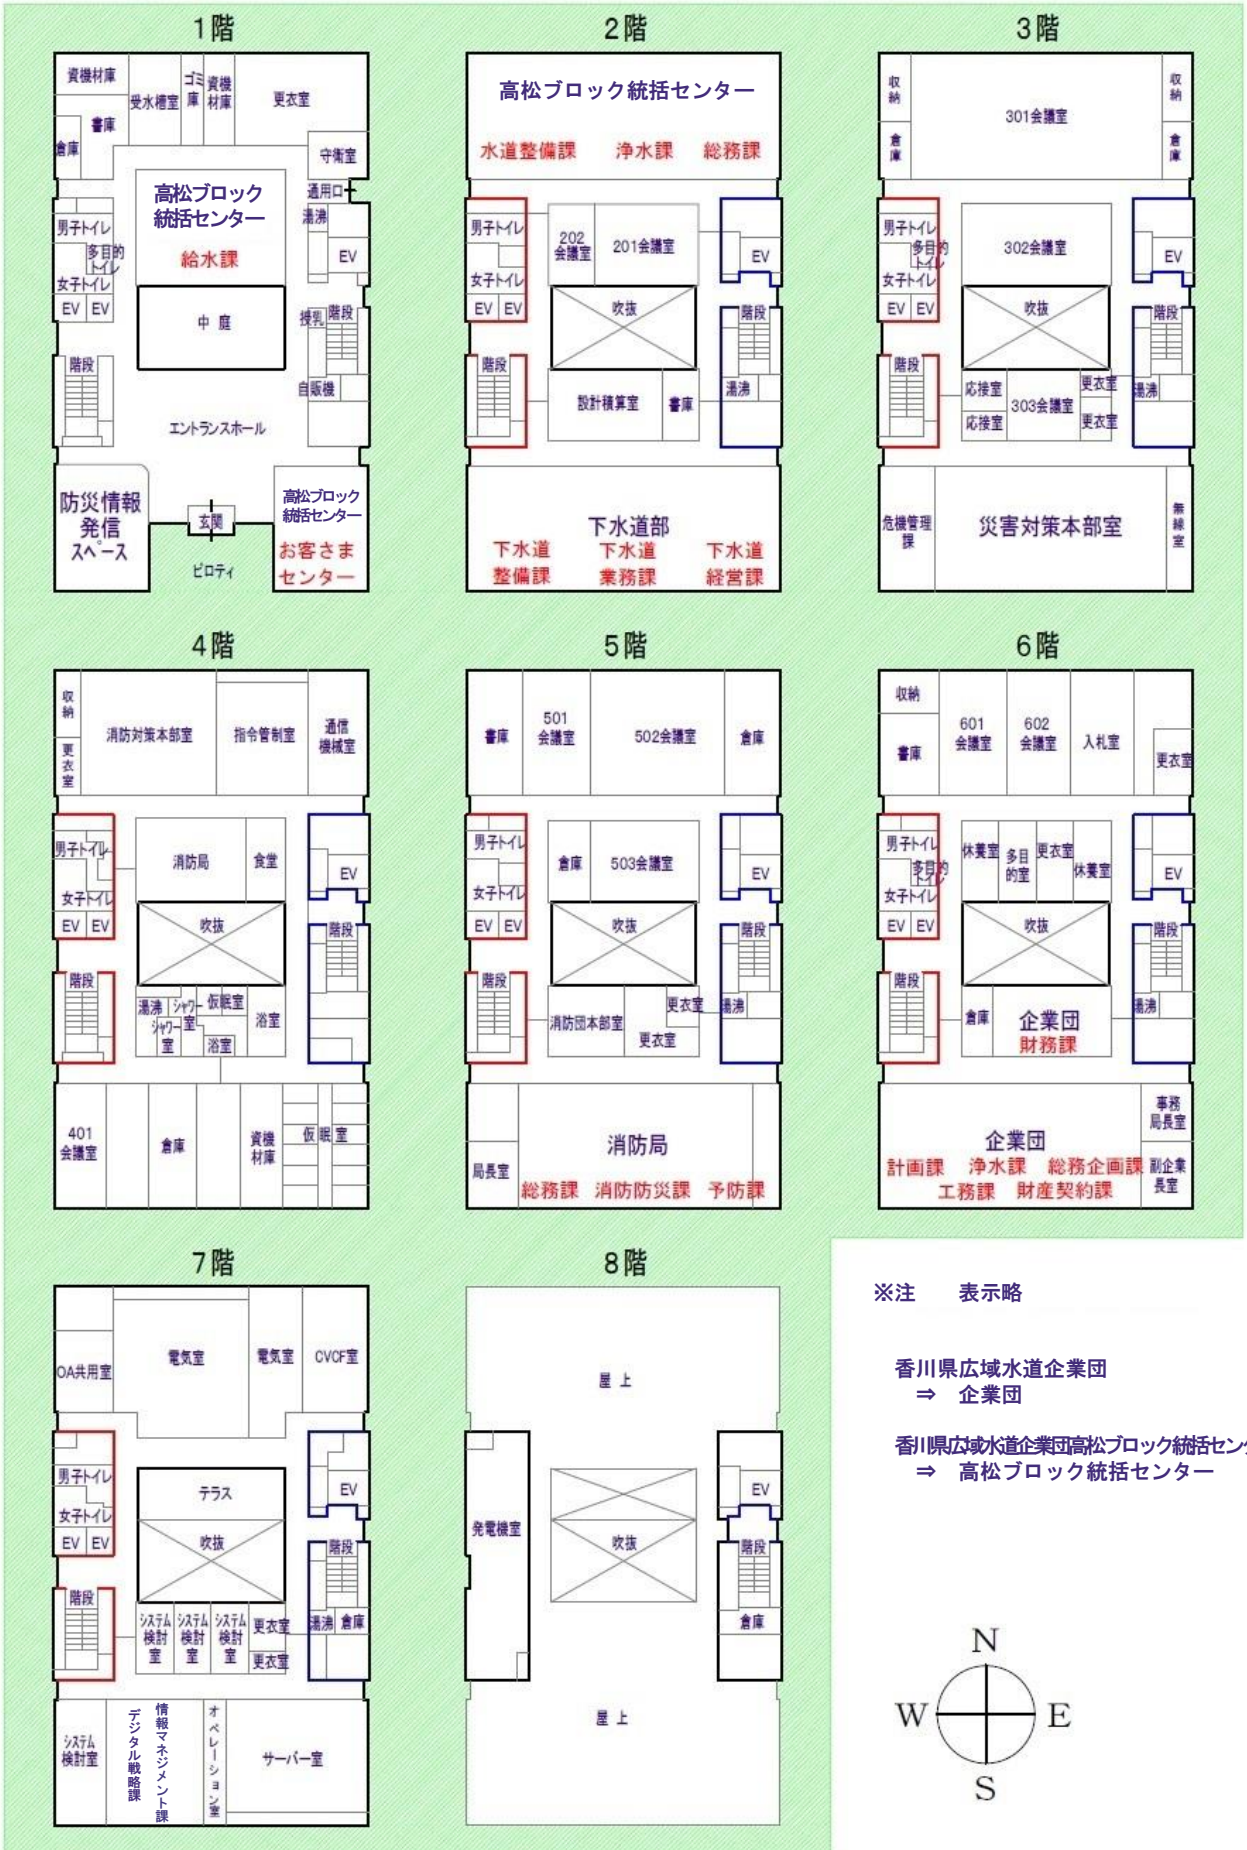 1階
資機材庫
受水槽室
ゴミ
庫
資機
材庫
更衣室
書庫
倉庫
守衛室
高松ブロック
統括センター
給水課
通用口
湯沸
男子トイレ
多目的
トイレ
女子トイレ
EV
EV
EV
中庭
授乳
階段
階段
自販機
エントランスホール
防災情報
発信
スペース
玄関
ピロティ
高松ブロック
統括センター
お客さま
センター
2階
高松ブロック統括センター
水道整備課
浄水課
総務課
男子トイレ
202
会議室
201会議室
EV
女子トイレ
EV
EV
吹抜
階段
階段
設計積算室
書庫
湯沸
下水道部
下水道
整備課
下水道
業務課
下水道
経営課
3階
収納
倉庫
301会議室
収納
倉庫
男子トイレ
多目的
トイレ
302会議室
EV
女子トイレ
EV
EV
吹抜
階段
階段
応接室
応接室
303会議室
更衣室
更衣室
湯沸
危機管理
課
災害対策本部室
無線室
4階
収納
更衣室
消防対策本部室
指令管制室
通信
機械室
男子トイレ
消防局
食堂
EV
女子トイレ
EV
EV
吹抜
階段
階段
湯沸
シャワー
室
シャワー
室
仮眠室
浴室
浴室
401
会議室
倉庫
資機
材庫
仮眠室
5階
書庫
501
会議室
502会議室
倉庫
男子トイレ
倉庫
503会議室
EV
女子トイレ
EV
EV
吹抜
階段
階段
消防団本部室
更衣室
更衣室
湯沸
局長室
消防局
総務課
消防防災課
予防課
6階
収納
書庫
601
会議室
602
会議室
入札室
更衣室
男子トイレ
多目的
トイレ
休養室
多目
的室
更衣室
休養室
EV
女子トイレ
EV
EV
吹抜
階段
階段
倉庫
企業団
財務課
湯沸
企業団
計画課
浄水課
総務企画課
工務課
財産契約課
事務
局長室
副企業
長室
7階
OA共用室
電気室
電気室
CVCF室
男子トイレ
女子トイレ
EV
EV
テラス
吹抜
EV
階段
階段
システム
検討
室
システム
検討
室
システム
検討
室
更衣室
更衣室
湯沸
倉庫
システム
検討室
情報マネジメント課
デジタル戦略課
オペレーション室
サーバー室
8階
屋上
発電機室
吹抜
EV
階段
倉庫
屋上
※注 表示略
香川県広域水道企業団
⇒ 企業団
香川県広域水道企業団高松ブロック統括セン
⇒ 高松ブロック統括センター
N
W
E
S